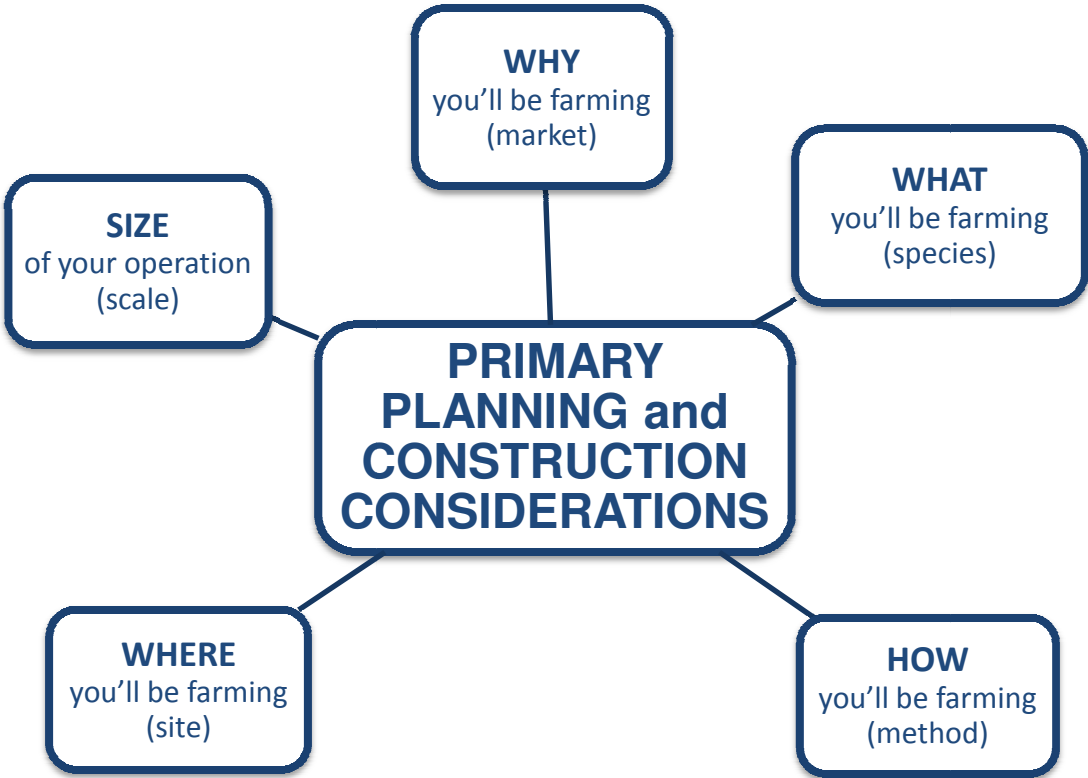 WHY
you'll be farming
(market)
WHAT
you'll be farming
(species)
SIZE
of your operation
(scale)
PRIMARY
PLANNING and
CONSTRUCTION
CONSIDERATIONS
WHERE
you'll be farming
(site)
HOW
you'll be farming
(method)